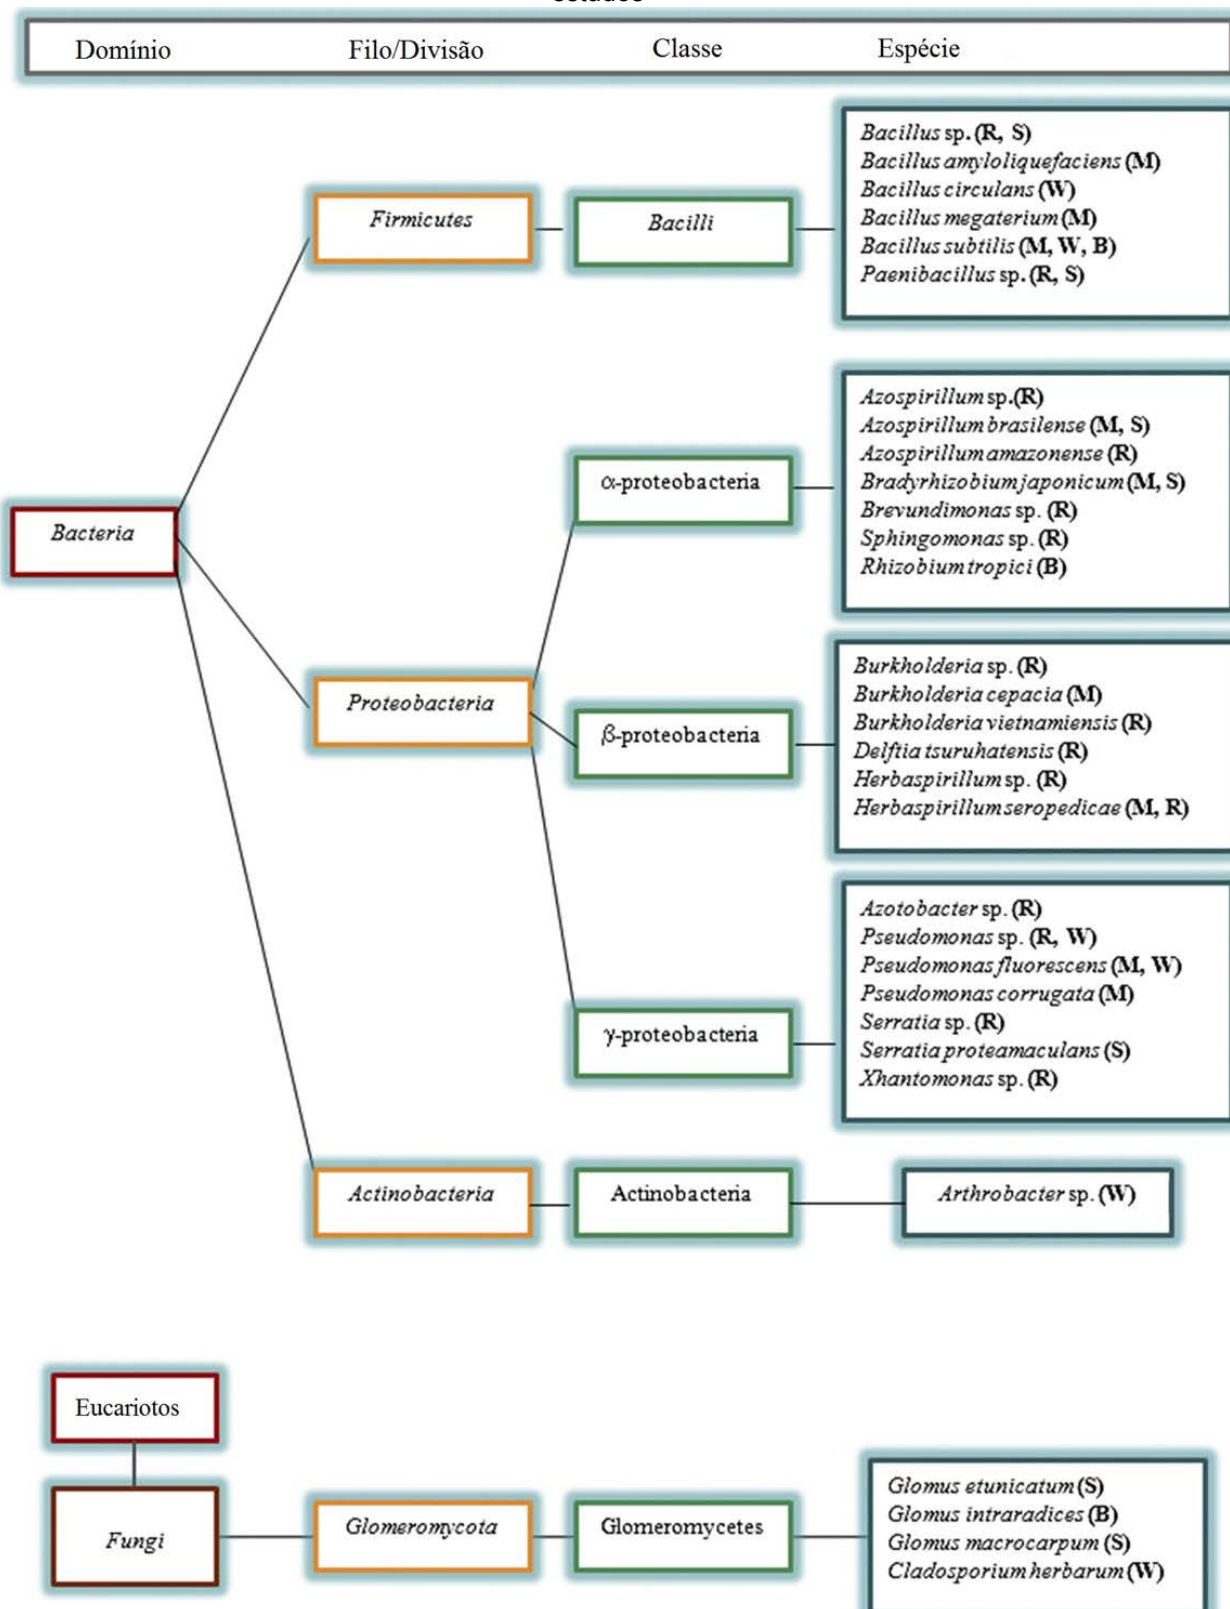 Domínio Filo/Divisão Classe Espécie
Bacillus sp. (R, S)
Bacillus amyloliquefaciens (M)
Bacillus circulans (W)
Bacillus megaterium (M)
Bacillus subtilis (M, W, B)
Paenibacillus sp. (R, S)
Firmicutes
Bacilli
Azospirillum sp.(R)
Azospirillum brasilense (M, S)
Azospirillum amazonense (R)
Bradyrhizobium japonicum (M, S)
Brevundimonas sp. (R)
Sphingomonas sp. (R)
Rhizobium tropici (B)
α-proteobacteria
Bacteria
Burkholderia sp. (R)
Burkholderia cepacia (M)
Burkholderia vietnamiensis (R)
Delftia tsuruhatensis (R)
Herbaspirillum sp. (R)
Herbaspirillum seropedicae (M, R)
Proteobacteria
β-proteobacteria
Azotobacter sp. (R)
Pseudomonas sp. (R, W)
Pseudomonas fluorescens (M, W)
Pseudomonas corrugata (M)
Serratia sp. (R)
Serratia proteamaculans (S)
Xhantomonas sp. (R)
γ-proteobacteria
Actinobacteria
Actinobacteria
Arthrobacter sp. (W)
Eucariotos
Fungi
Glomeromycota
Glomeromycetes
Glomus etunicatum (S)
Glomus intraradices (B)
Glomus macrocarpum (S)
Cladosporium herbarum (W)